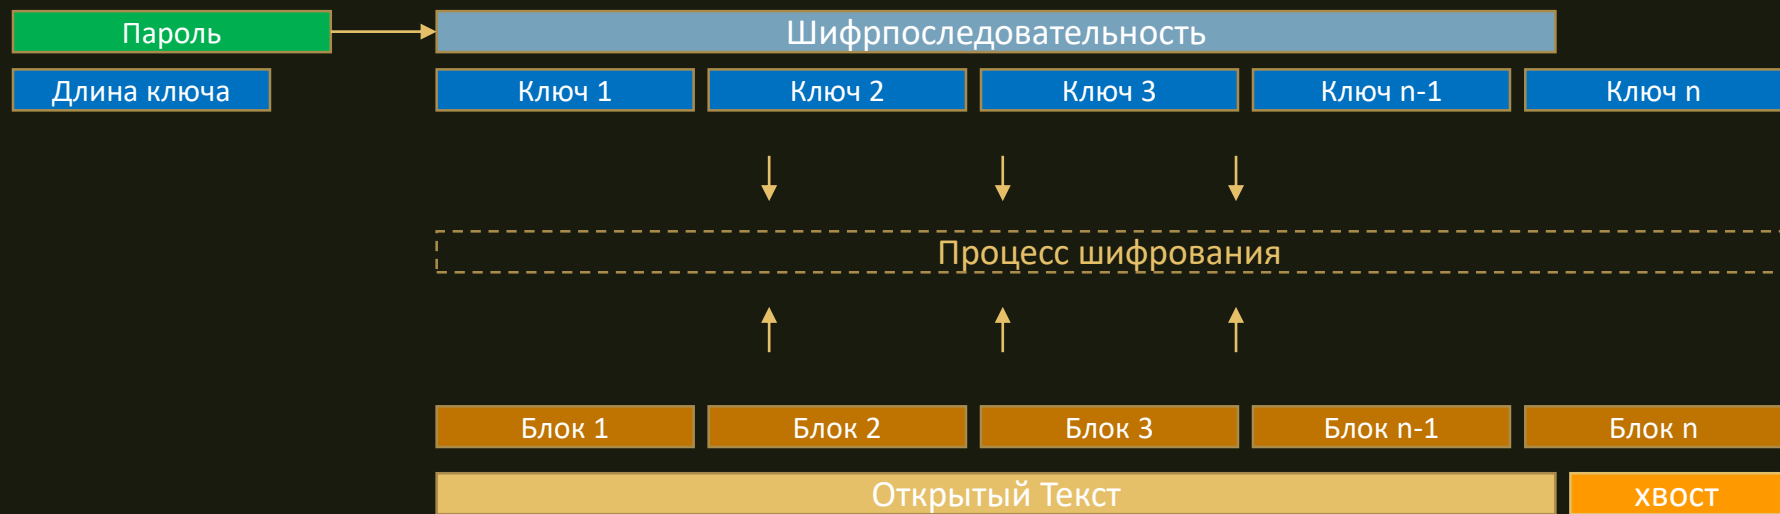 Пароль
Шифрпоследовательность
Длина ключа
Ключ 1
Ключ 2
Ключ 3
Ключ n-1
Ключ n
Процесс шифрования
Блок 1
Блок 2
Блок 3
Блок n-1
Блок n
Открытый Текст
хвост